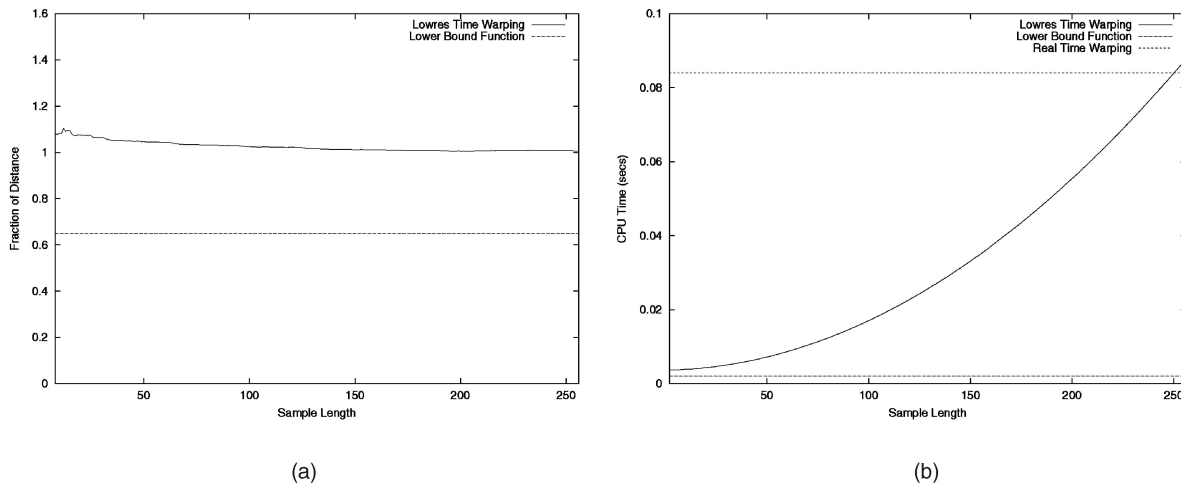 1.6
1.4
1.2
1
0.8
0.6
0.4
0.2
0
Fraction of Distance
Lowres Time Warping
Lower Bound Function
50
100
150
200
250
Sample Length
(a)
0.1
0.08
0.06
0.04
0.02
0
CPU Time (secs)
Lowres Time Warping
Lower Bound Function
Real Time Warping
50
100
150
200
250
Sample Length
(b)